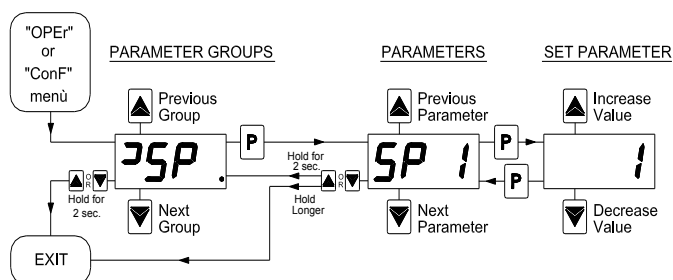 "OPEr"
or
"ConF"
menù
PARAMETER GROUPS
PARAMETERS
SET PARAMETER
Previous
Group
Previous
Parameter
Increase
Value
P
P
P
SP .
SP 1
1
Hold for
2 sec.
OR
OR
Hold for
2 sec.
Hold
Longer
Next
Group
Next
Parameter
Decrease
Value
EXIT